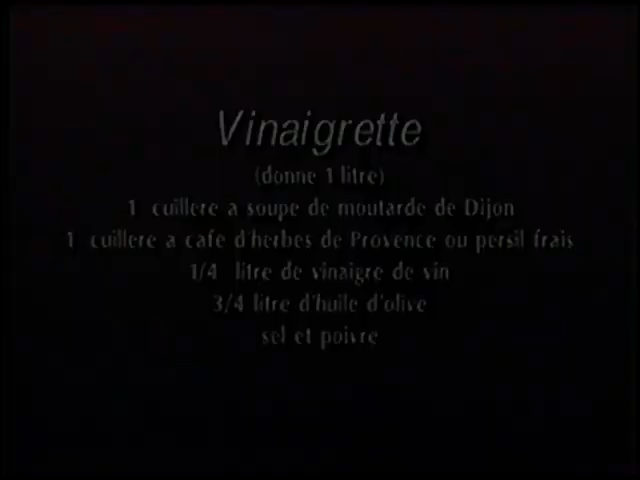 Vinaigrette
(donne 1 litre)
1 cuillere a soupe de moutarde de Dijon
1 cuillere a cafe d'herbes de Provence ou persil frais
1/4 litre de vinaigre de vin
3/4 litre d'huile d'olive
sel et poivre